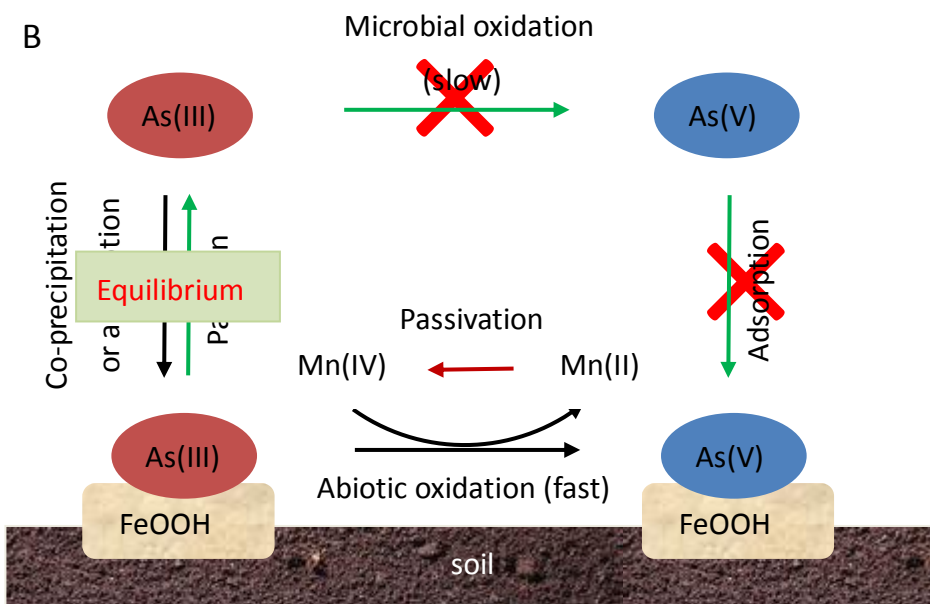 B
Microbial oxidation
(slow)
As(III)
As(V)
Co-precipitation
or
Equilibrium
Adsorption
Passivation
Mn(IV)
Mn(II)
As(III)
As(V)
Abiotic oxidation (fast)
FeOOH
FeOOH
soil